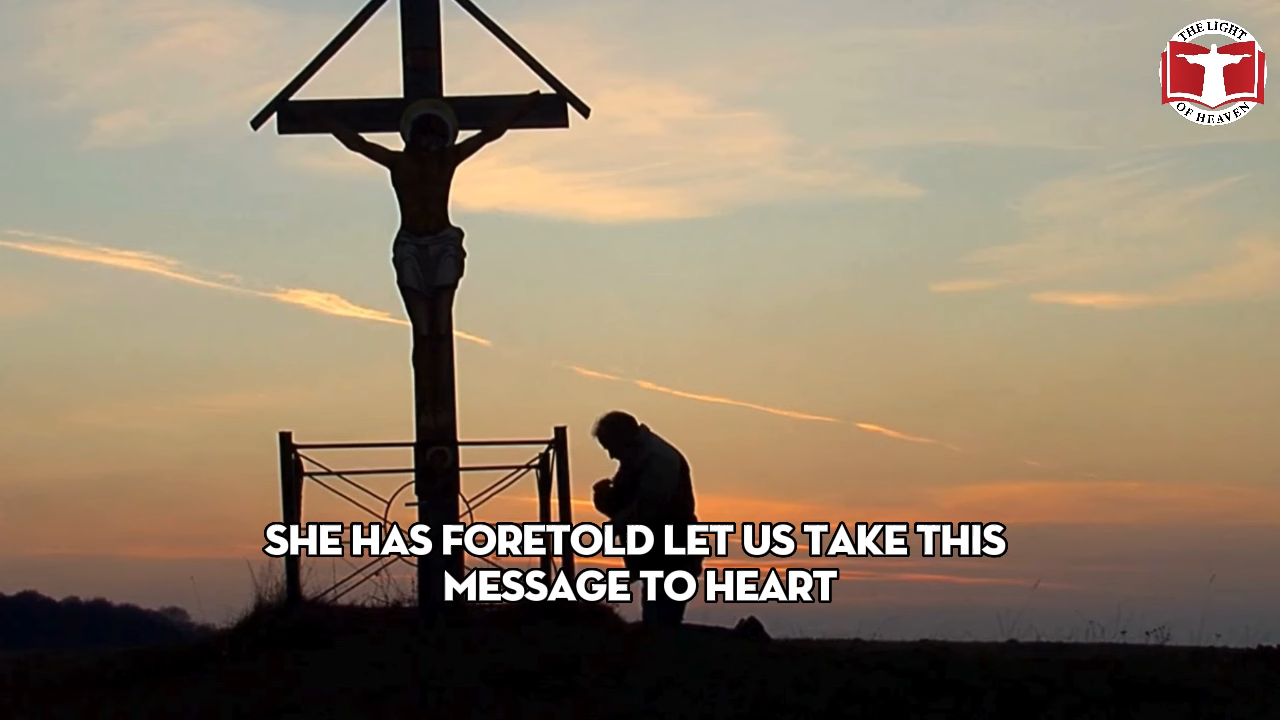 THE LIGHT
OF HEAVEN
SHE HAS FORETOLD LET US TAKE THIS
MESSAGE TO HEART